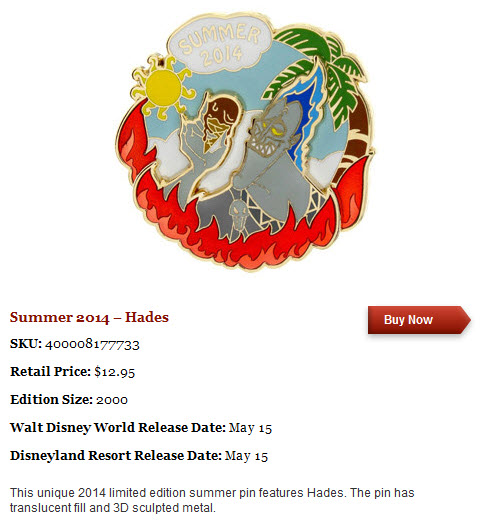 SUMMER
2014
Summer 2014 – Hades
Buy Now
SKU: 400008177733
Retail Price: $12.95
Edition Size: 2000
Walt Disney World Release Date: May 15
Disneyland Resort Release Date: May 15
This unique 2014 limited edition summer pin features Hades. The pin has
translucent fill and 3D sculpted metal.